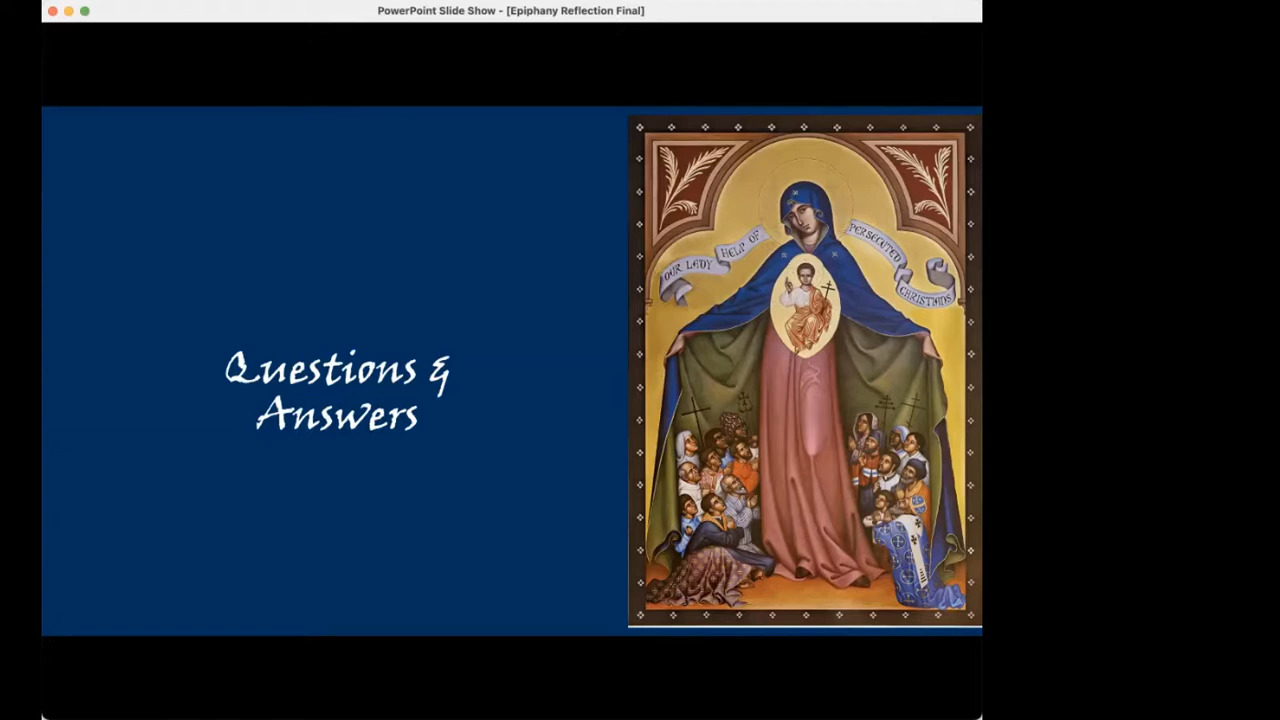 PowerPoint Slide Show - [Epiphany Reflection Final]
Questions &
Answers
OUR LADY HELP OF
PERSECUTED
CHRISTIANS